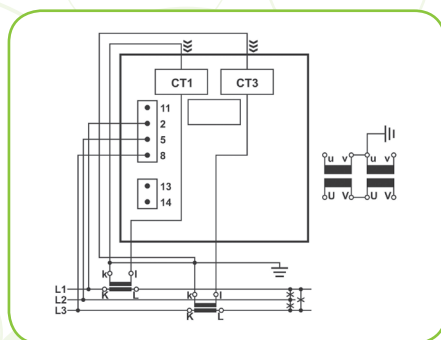 CT1 CT3
11
2
5
8
13
14
u v u v
U V U V
k l
L1
K L
L2
k l
L3
K L